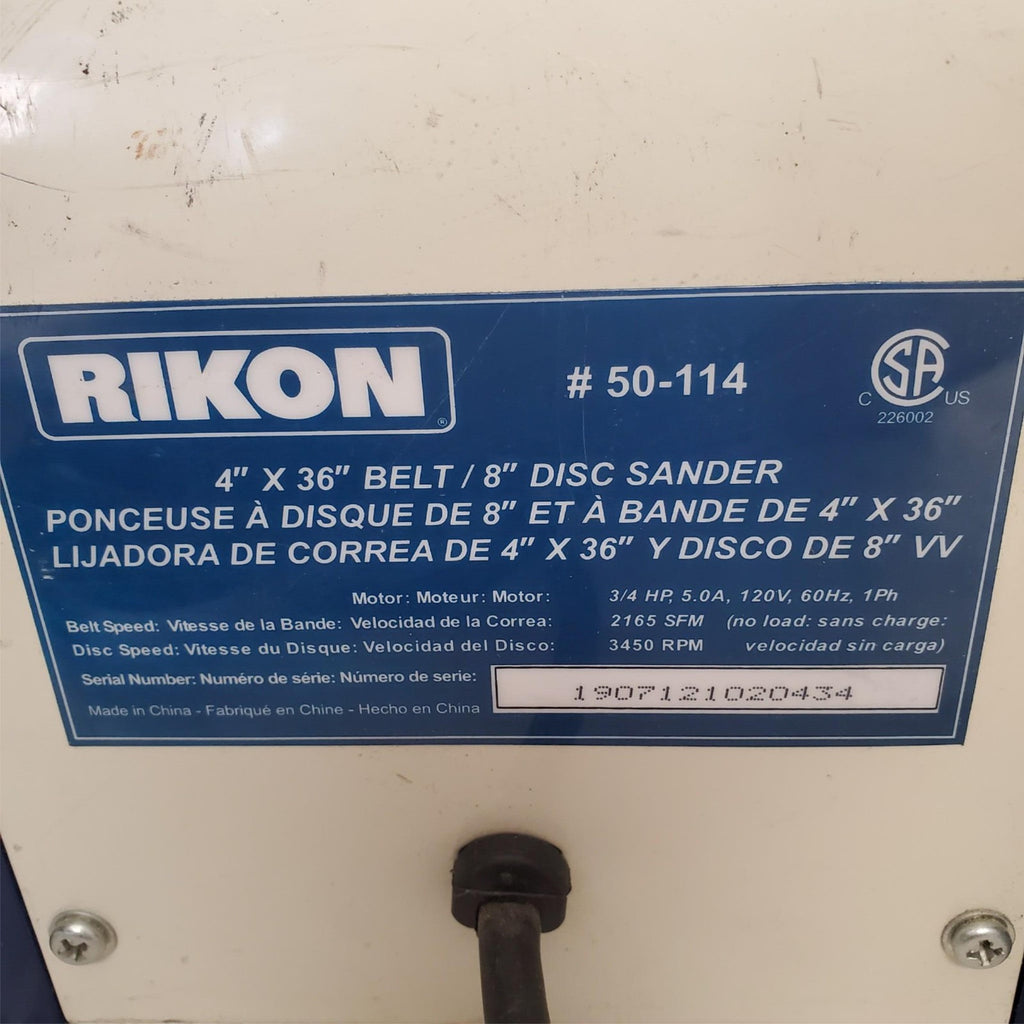 RIKON®
# 50-114
C SA US
226002
4" X 36" BELT / 8" DISC SANDER
PONCEUSE À DISQUE DE 8" ET À BANDE DE 4" X 36"
LIJADORA DE CORREA DE 4" X 36" Y DISCO DE 8" VV
Motor: Moteur: Motor: 3/4 HP, 5.0A, 120V, 60Hz, 1Ph
Belt Speed: Vitesse de la Bande: Velocidad de la Correa: 2165 SFM (no load: sans charge:
Disc Speed: Vitesse du Disque: Velocidad del Disco: 3450 RPM velocidad sin carga)
Serial Number: Numéro de série: Número de serie: 1907121020434
Made in China - Fabriqué en Chine - Hecho en China